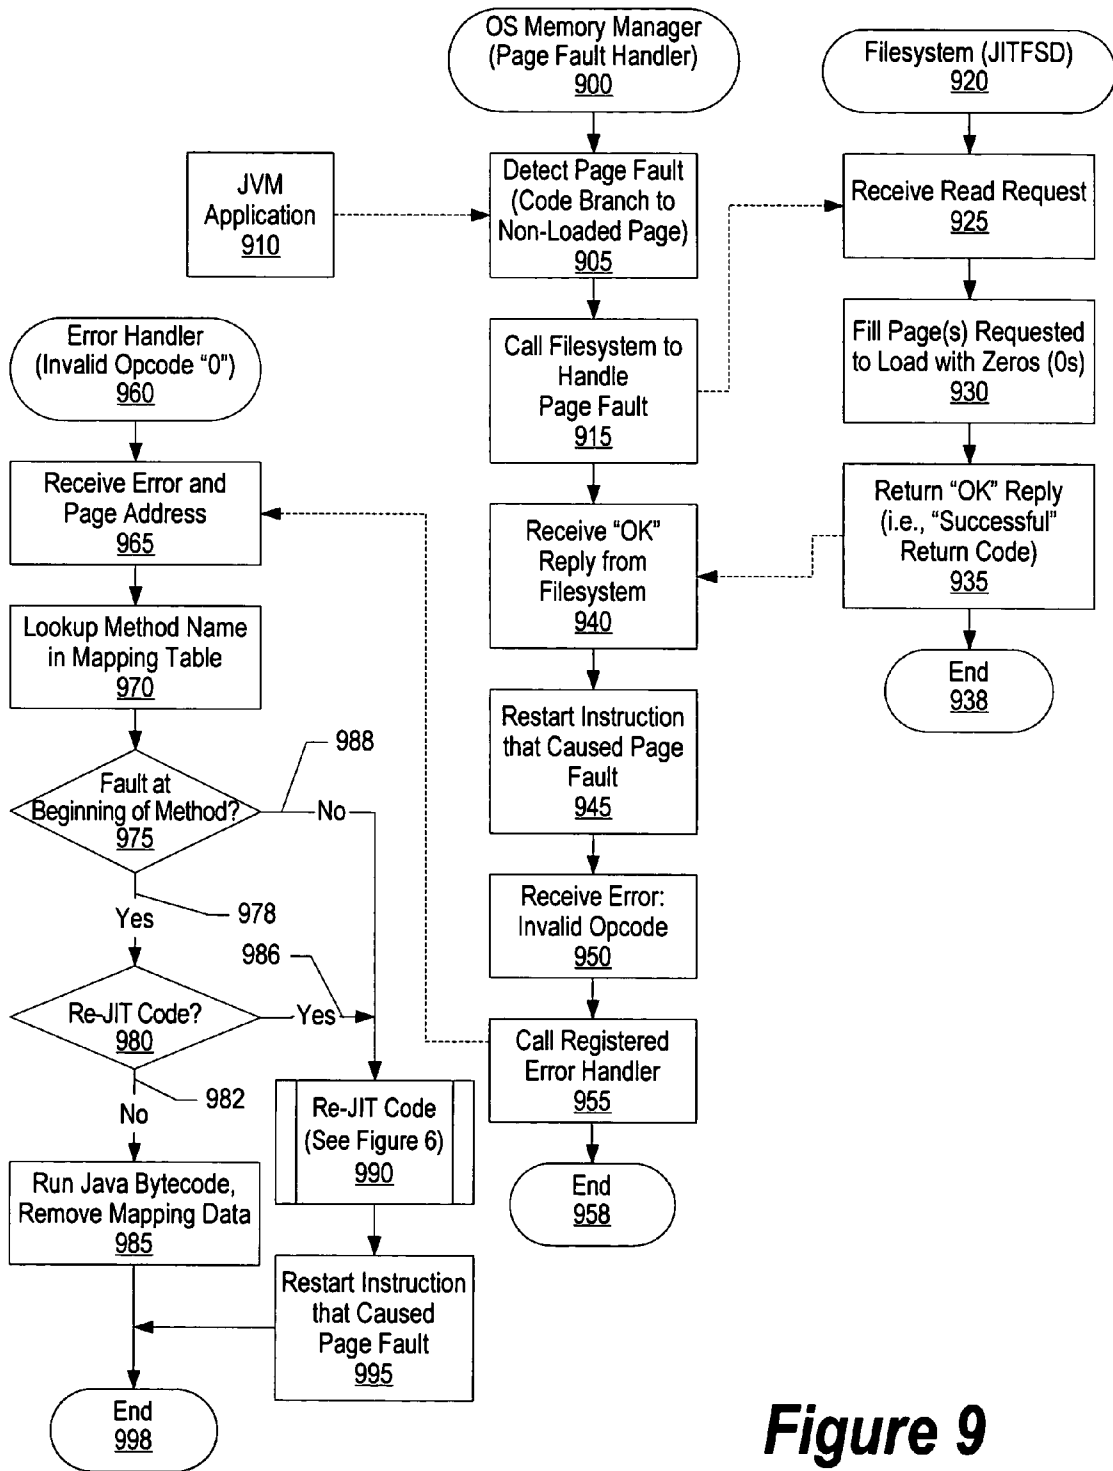 OS Memory Manager
(Page Fault Handler)
900
Filesystem (JITFSD)
920
JVM
Application
910
Detect Page Fault
(Code Branch to
Non-Loaded Page)
905
Receive Read Request
925
Error Handler
(Invalid Opcode “0”)
960
Call Filesystem to
Handle
Page Fault
915
Fill Page(s) Requested
to Load with Zeros (0s)
930
Receive Error and
Page Address
965
Receive “OK”
Reply from
Filesystem
940
Return “OK” Reply
(i.e., “Successful”
Return Code)
935
Lookup Method Name
in Mapping Table
970
End
938
Restart Instruction
that Caused Page
Fault
945
988
Fault at
Beginning of Method?
975
No
978
Yes
Receive Error:
Invalid Opcode
950
986
Re-JIT Code?
980
Yes
Call Registered
Error Handler
955
982
No
Re-JIT Code
(See Figure 6)
990
End
958
Run Java Bytecode,
Remove Mapping Data
985
Restart Instruction
that Caused
Page Fault
995
End
998
Figure 9